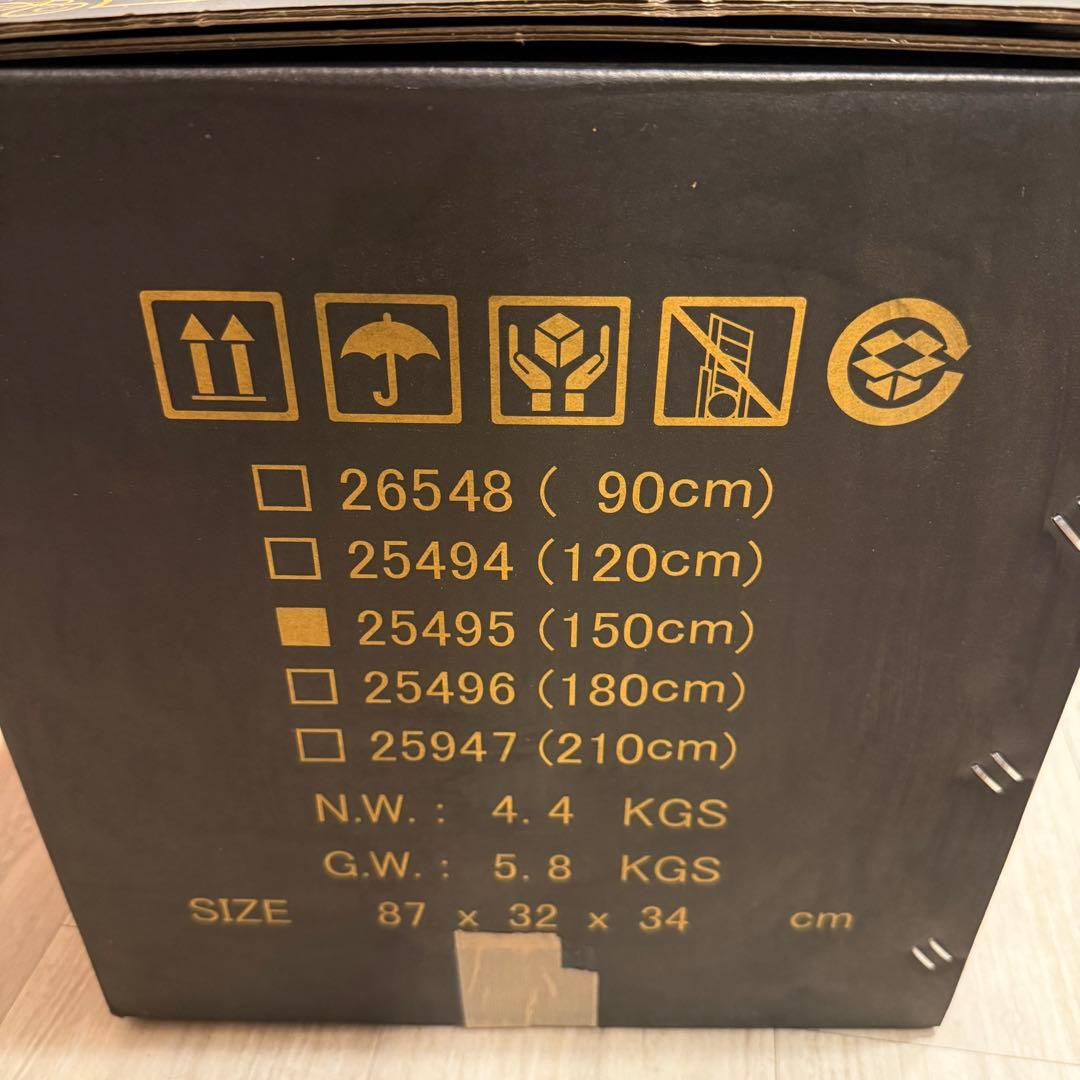 26548 ( 90cm)
25494 (120cm)
25495 (150cm)
25496 (180cm)
25947 (210cm)
N.W. : 4.4 KGS
G.W. : 5.8 KGS
SIZE 87 x 32 x 34 cm